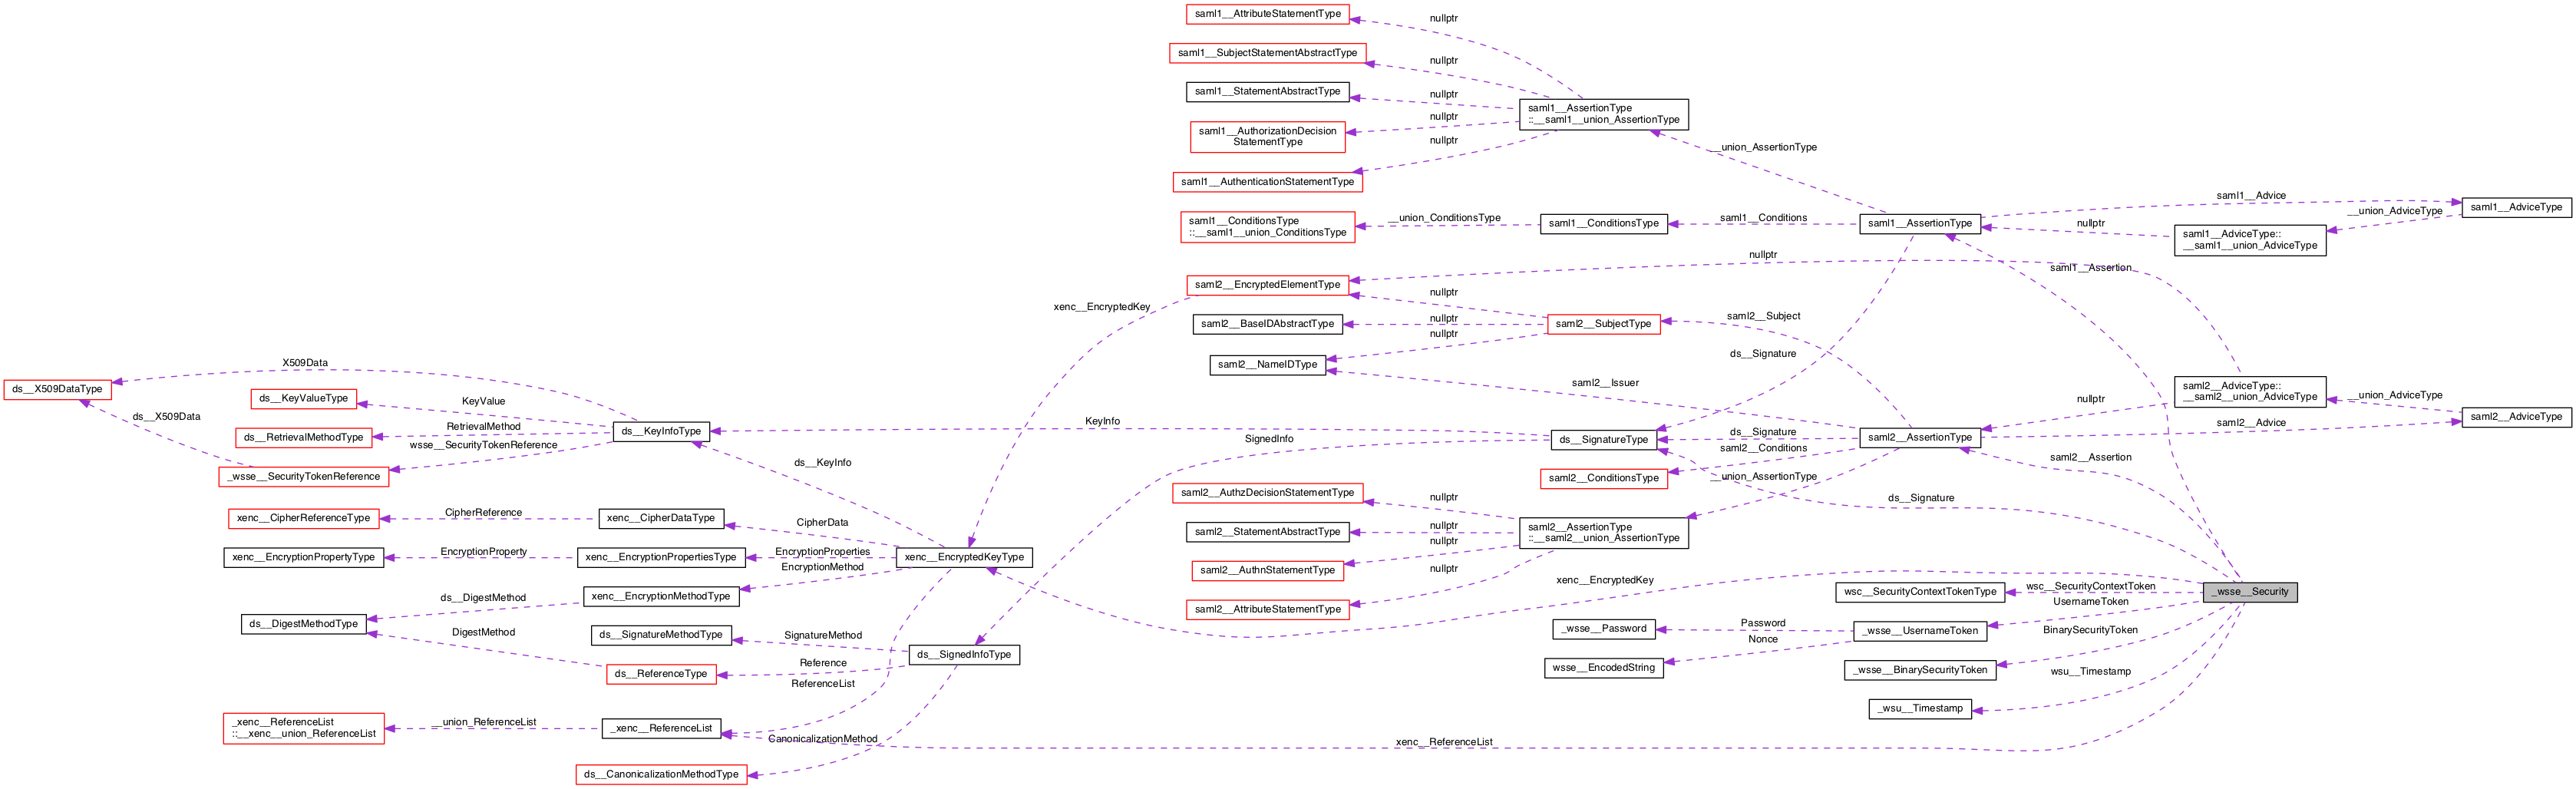 saml1__AttributeStatementType
nullptr
saml1__SubjectStatementAbstractType
nullptr
saml1__StatementAbstractType
nullptr
saml1__AssertionType
::__saml1__union_AssertionType
nullptr
saml1__AuthorizationDecision
StatementType
nullptr
__union_AssertionType
saml1__AuthenticationStatementType
saml1__Advice
saml1__AdviceType
__union_AdviceType
saml1__ConditionsType
::__saml1__union_ConditionsType
__union_ConditionsType
saml1__ConditionsType
saml1__Conditions
saml1__AssertionType
nullptr
saml1__AdviceType::
__saml1__union_AdviceType
nullptr
saml1__Assertion
saml2__EncryptedElementType
nullptr
xenc__EncryptedKey
saml2__BaseIDAbstractType
nullptr
saml2__SubjectType
saml2__Subject
nullptr
saml2__NameIDType
ds__Signature
saml2__Issuer
X509Data
ds__X509DataType
ds__KeyValueType
KeyValue
ds__X509Data
saml2__AdviceType::
__saml2__union_AdviceType
__union_AdviceType
nullptr
saml2__AdviceType
saml2__Advice
KeyInfo
RetrievalMethod
ds__RetrievalMethodType
ds__KeyInfoType
wsse__SecurityTokenReference
SignedInfo
ds__SignatureType
ds__Signature
saml2__AssertionType
saml2__Conditions
saml2__Assertion
ds__KeyInfo
_wsse__SecurityTokenReference
saml2__ConditionsType
__union_AssertionType
saml2__AuthzDecisionStatementType
nullptr
ds__Signature
xenc__CipherReferenceType
CipherReference
xenc__CipherDataType
CipherData
saml2__StatementAbstractType
nullptr
saml2__AssertionType
::__saml2__union_AssertionType
nullptr
xenc__EncryptionPropertyType
EncryptionProperty
xenc__EncryptionPropertiesType
EncryptionProperties
xenc__EncryptedKeyType
EncryptionMethod
saml2__AuthnStatementType
nullptr
xenc__EncryptedKey
wsc__SecurityContextTokenType
wsc__SecurityContextToken
_wsse__Security
UsernameToken
ds__DigestMethod
xenc__EncryptionMethodType
saml2__AttributeStatementType
ds__DigestMethodType
DigestMethod
ds__SignatureMethodType
SignatureMethod
_wsse__Password
Password
_wsse__UsernameToken
BinarySecurityToken
Nonce
ds__SignedInfoType
Reference
ds__ReferenceType
ReferenceList
wsse__EncodedString
_wsse__BinarySecurityToken
wsu__Timestamp
_wsu__Timestamp
_xenc__ReferenceList
::__xenc__union_ReferenceList
__union_ReferenceList
_xenc__ReferenceList
CanonicalizationMethod
xenc__ReferenceList
ds__CanonicalizationMethodType